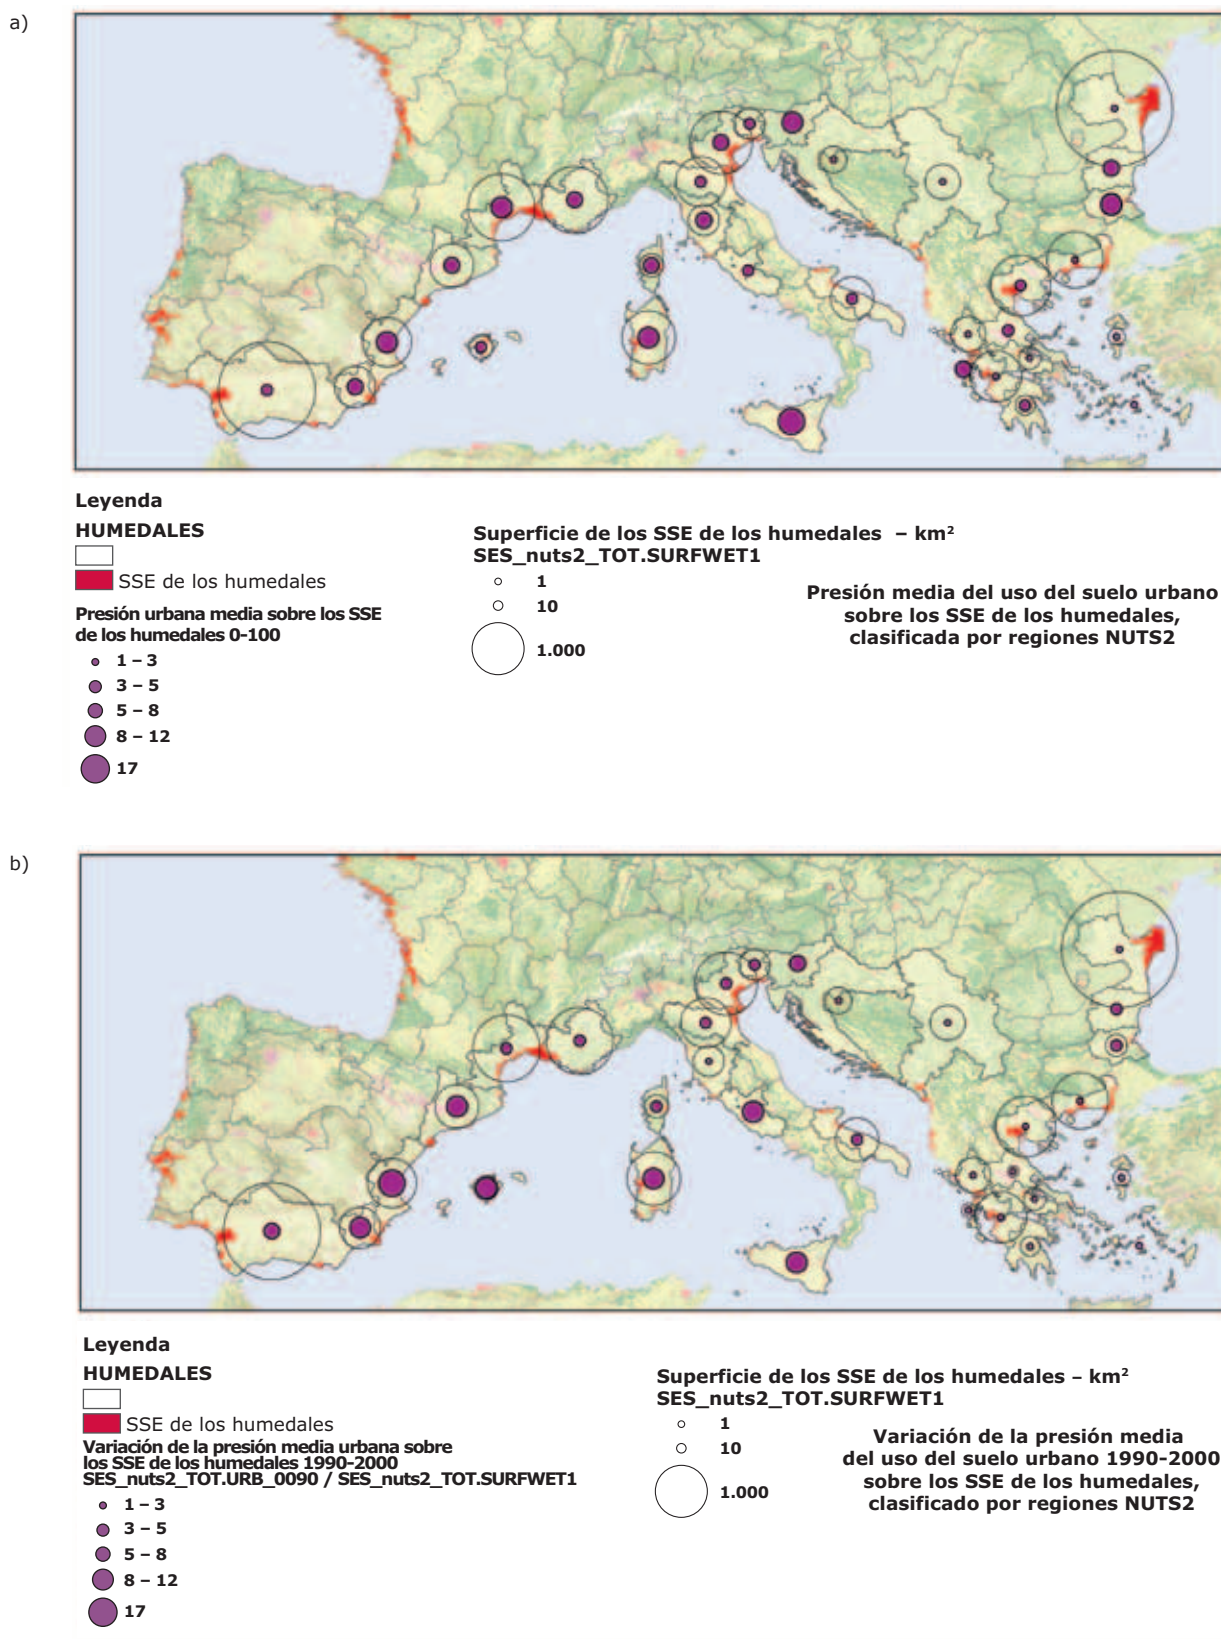 a)
Leyenda
HUMEDALES
SSE de los humedales
Presión urbana media sobre los SSE
de los humedales 0-100
1 – 3
3 – 5
5 – 8
8 – 12
17
Superficie de los SSE de los humedales – km²
SES_nuts2_TOT.SURFWET1
1
10
1.000
Presión media del uso del suelo urbano
sobre los SSE de los humedales,
clasificada por regiones NUTS2
b)
Leyenda
HUMEDALES
SSE de los humedales
Variación de la presión media urbana sobre
los SSE de los humedales 1990-2000
SES_nuts2_TOT.URB_0090 / SES_nuts2_TOT.SURFWET1
1 – 3
3 – 5
5 – 8
8 – 12
17
Superficie de los SSE de los humedales – km²
SES_nuts2_TOT.SURFWET1
1
10
1.000
Variación de la presión media
del uso del suelo urbano 1990-2000
sobre los SSE de los humedales,
clasificado por regiones NUTS2